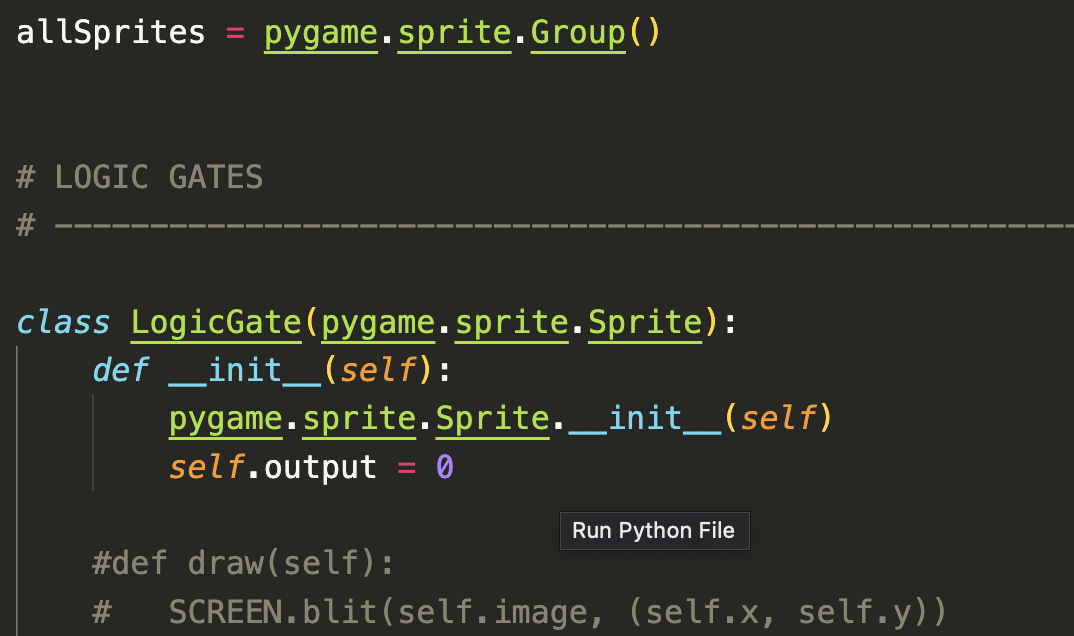 allSprites = pygame.sprite.Group()
# LOGIC GATES
# ------------------------------------------------------
class LogicGate(pygame.sprite.Sprite):
def __init__(self):
pygame.sprite.Sprite.__init__(self)
self.output = 0
Run Python File
#def draw(self):
#   SCREEN.blit(self.image, (self.x, self.y))